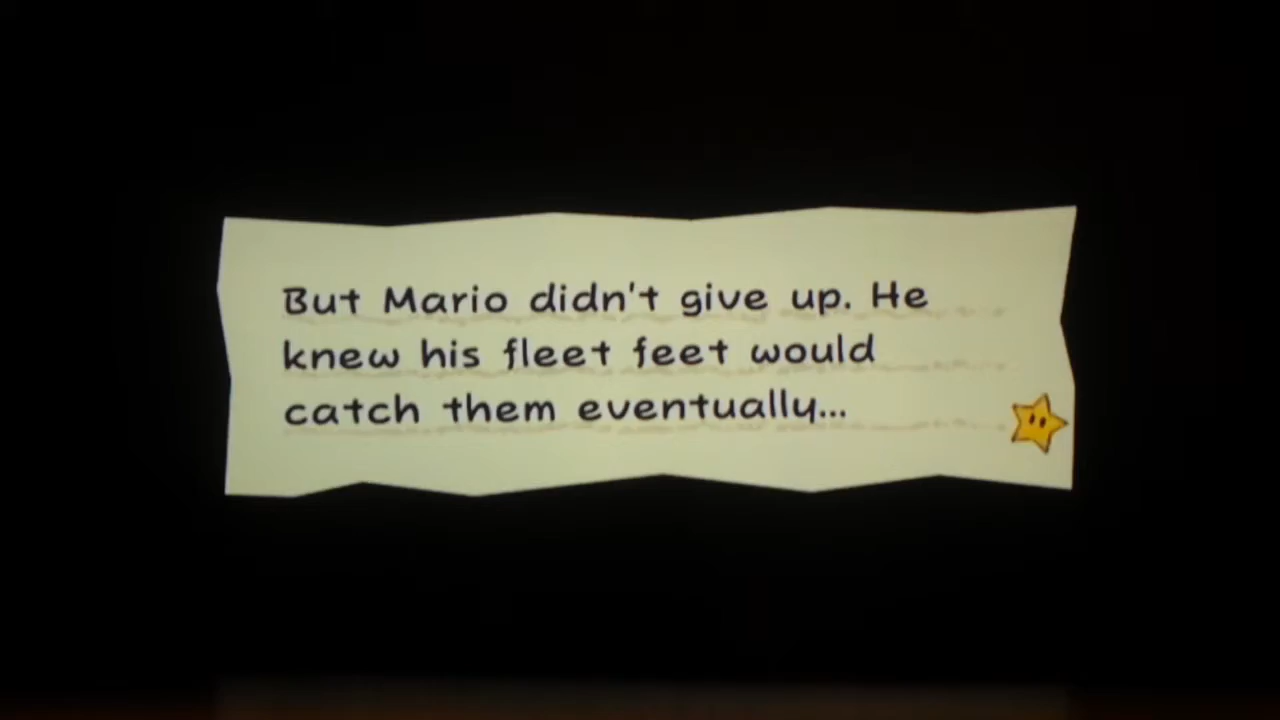 But Mario didn't give up. He
knew his fleet feet would
catch them eventually...